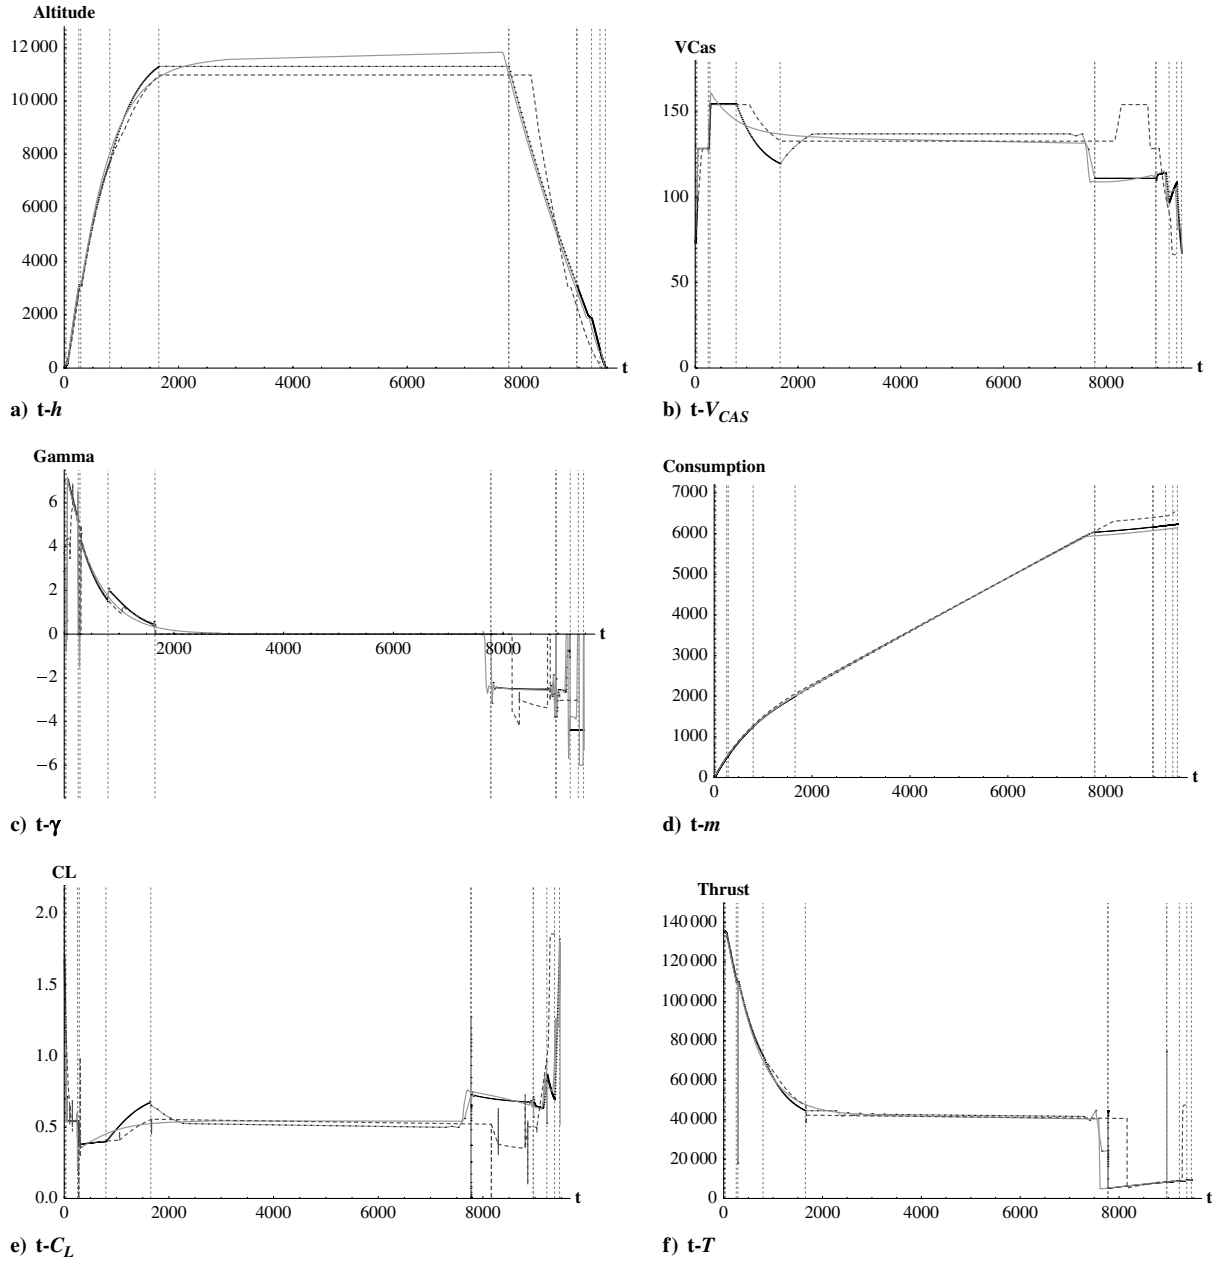 Altitude
12 000
10 000
8000
6000
4000
2000
0
0 2000 4000 6000 8000 t
a) t-h
VCas
150
100
50
0
0 2000 4000 6000 8000 t
b) t-V_CAS
Gamma
6
4
2
0
−2
−4
−6
2000 4000 6000 8000 t
c) t-γ
Consumption
7000
6000
5000
4000
3000
2000
1000
0
0 2000 4000 6000 8000 t
d) t-m
CL
2.0
1.5
1.0
0.5
0.0
0 2000 4000 6000 8000 t
e) t-C_L
Thrust
140 000
120 000
100 000
80 000
60 000
40 000
20 000
0
0 2000 4000 6000 8000 t
f) t-T